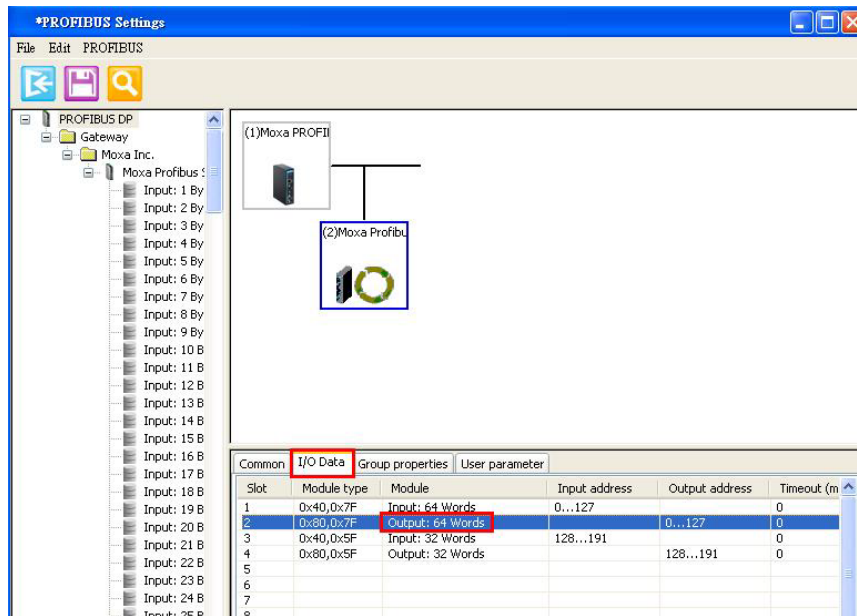 *PROFIBUS Settings
File Edit PROFIBUS
PROFIBUS DP
Gateway
Moxa Inc.
Moxa Profibus S
Input: 1 By
Input: 2 By
Input: 3 By
Input: 4 By
Input: 5 By
Input: 6 By
Input: 7 By
Input: 8 By
Input: 9 By
Input: 10 B
Input: 11 B
Input: 12 B
Input: 13 B
Input: 14 B
Input: 15 B
Input: 16 B
Input: 17 B
Input: 18 B
Input: 19 B
Input: 20 B
Input: 21 B
Input: 22 B
Input: 23 B
Input: 24 B
Input: 25 B
(1)Moxa PROFI
(2)Moxa Profibu
Common I/O Data Group properties User parameter
Slot Module type Module Input address Output address Timeout (m
1 0x40,0x7F Input: 64 Words 0...127 0
2 0x80,0x7F Output: 64 Words 0...127 0
3 0x40,0x5F Input: 32 Words 128...191 0
4 0x80,0x5F Output: 32 Words 128...191 0
5
6
7
8